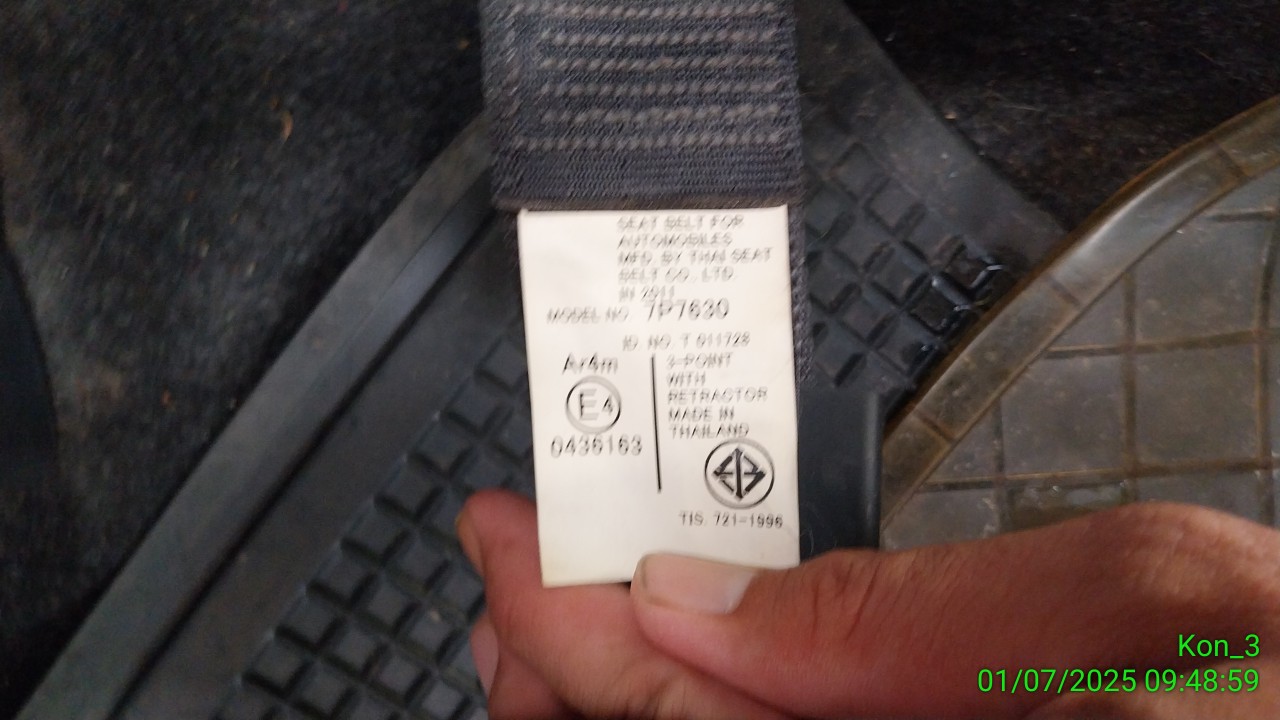 SEAT BELT FOR
AUTOMOBILES
MFD. BY THAI SEAT
BELT CO., LTD.
IN 2011
MODEL NO. 7P7630
ID. NO. T 011728
Ar4m
E4
0436163
3-POINT
WITH
RETRACTOR
MADE IN
THAILAND
TIS. 721-1996
Kon_3
01/07/2025 09:48:59